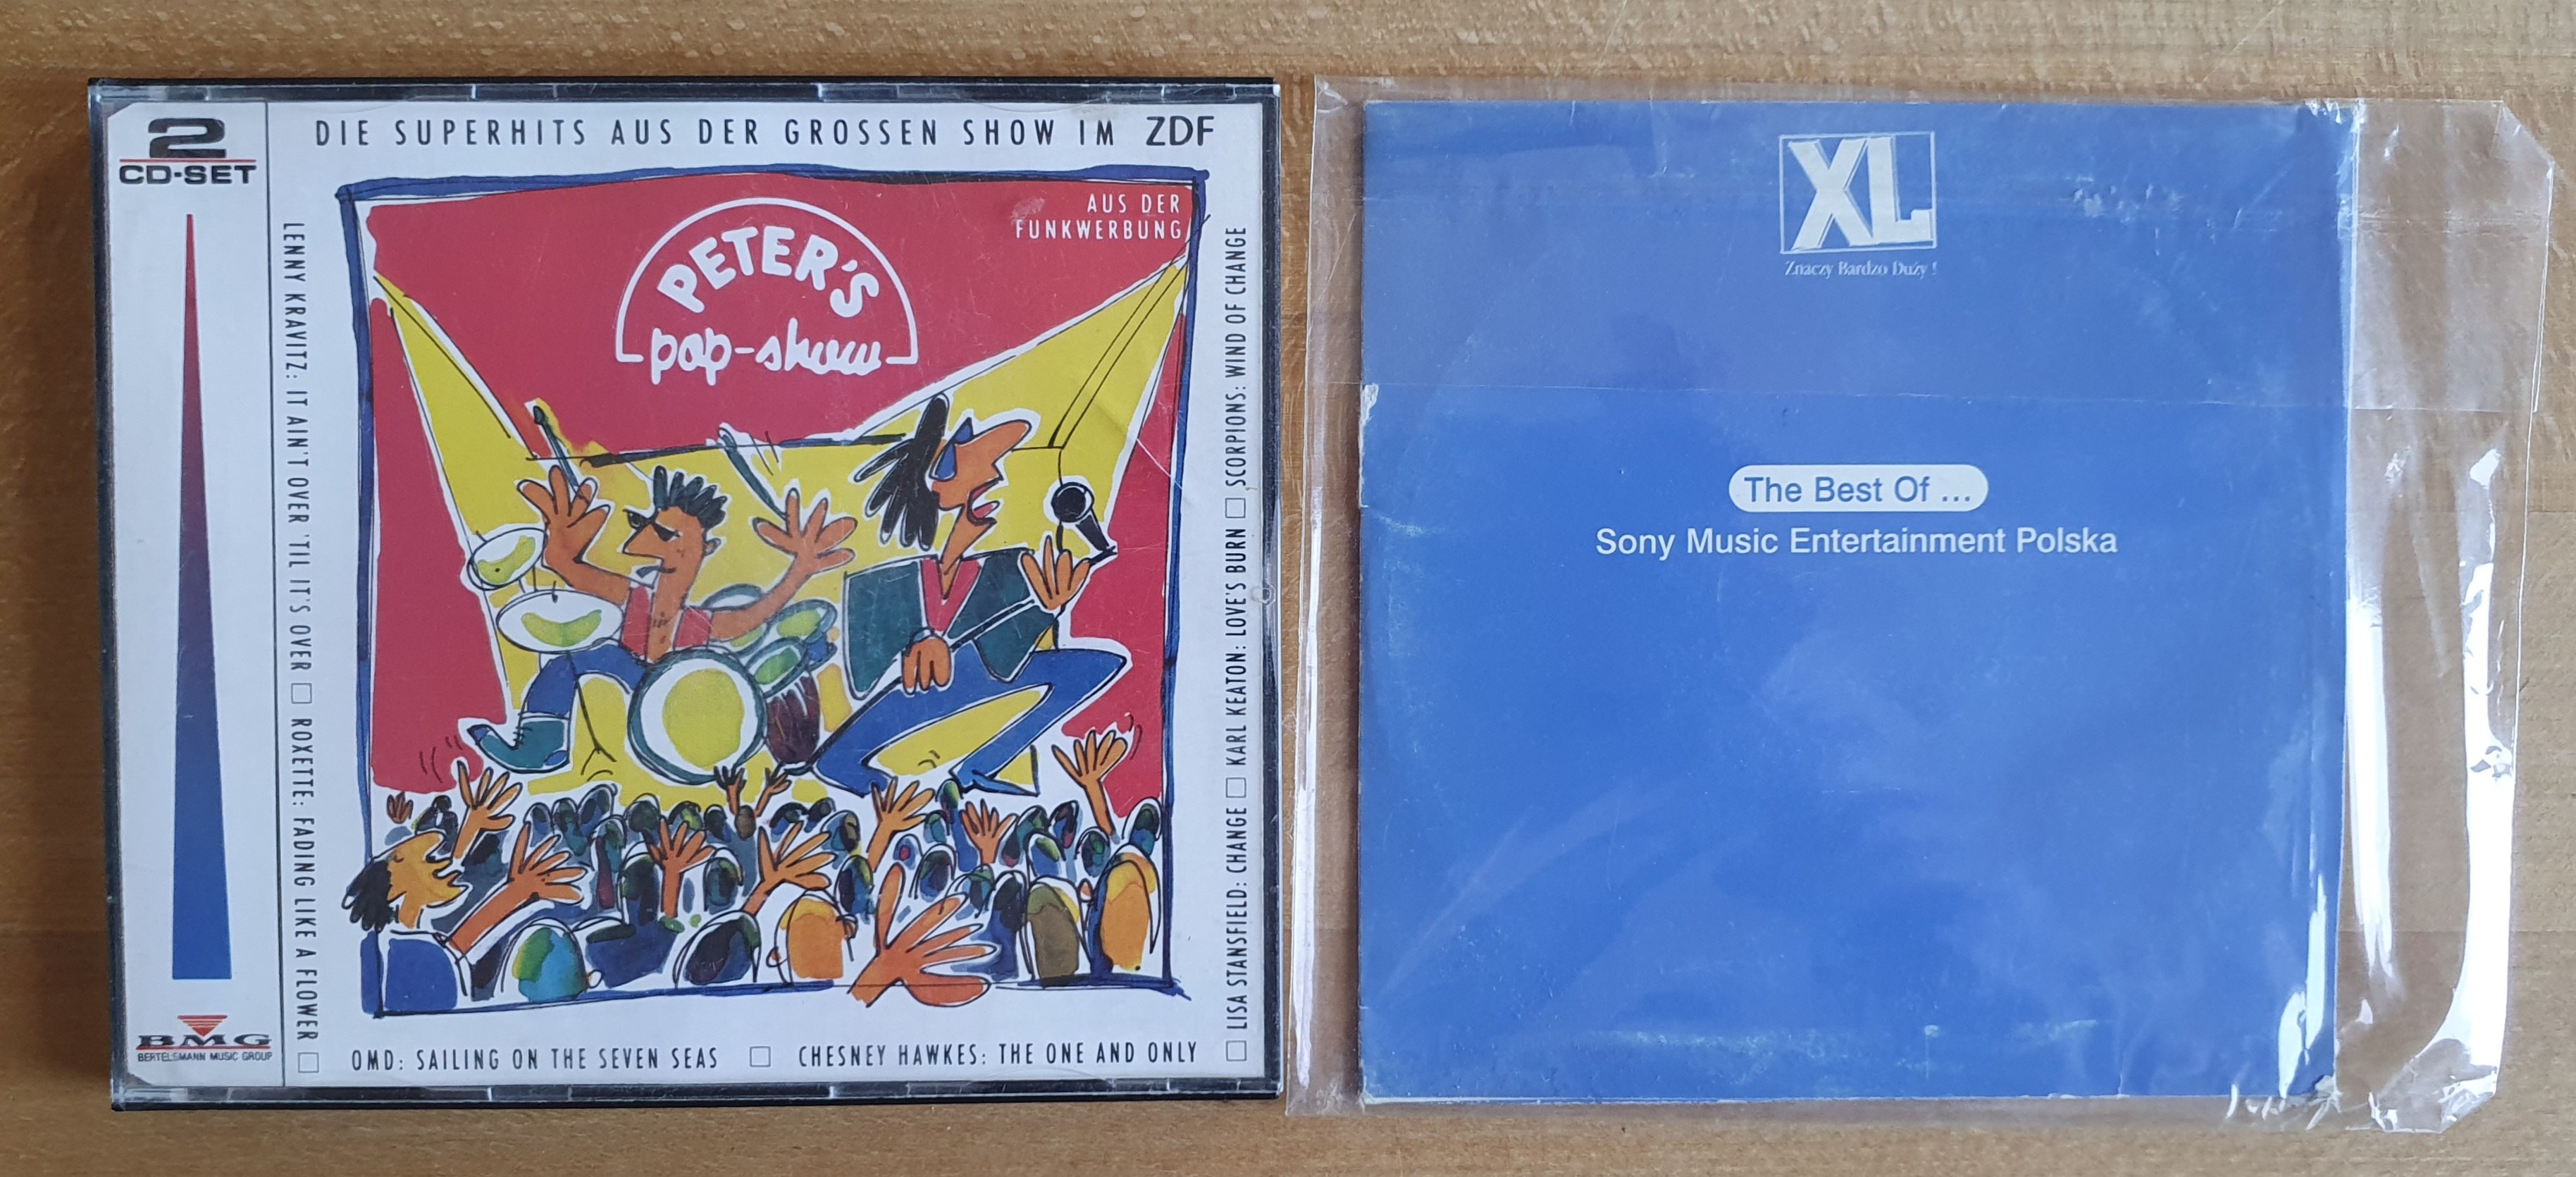 2
CD-SET
DIE SUPERHITS AUS DER GROSSEN SHOW IM ZDF
AUS DER
FUNKWERBUNG
PETER'S
pop-show
LENNY KRAVITZ: IT AIN'T OVER 'TIL IT'S OVER □ ROXETTE: FADING LIKE A FLOWER □
OMD: SAILING ON THE SEVEN SEAS □ CHESNEY HAWKES: THE ONE AND ONLY □
LISA STANSFIELD: CHANGE □ KARL KEATON: LOVE'S BURN □ SCORPIONS: WIND OF CHANGE
BMG
BERTELSMANN MUSIC GROUP
XL
Znaczy Bardzo Duży !
The Best Of ...
Sony Music Entertainment Polska